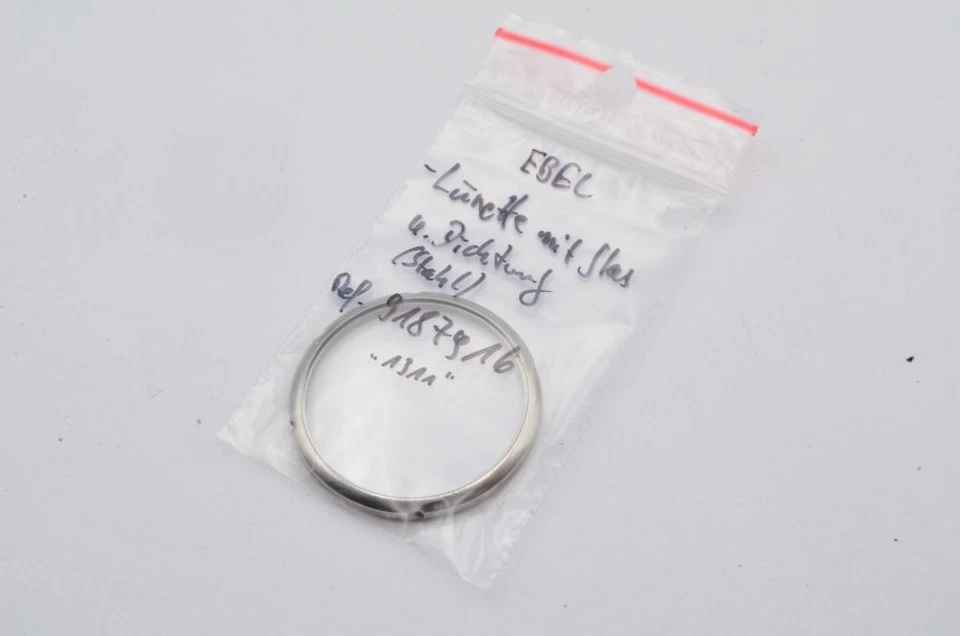 EBEL
-Lünette mit Glas
u. Dichtung
(Stahl)
Ref. 9187916
"1311"